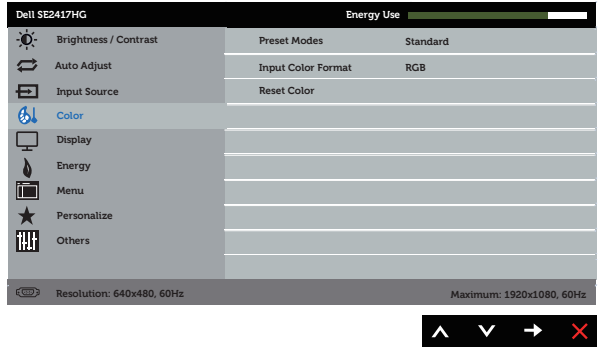 Dell SE2417HG Energy Use
Brightness / Contrast Preset Modes Standard
Auto Adjust Input Color Format RGB
Input Source Reset Color
Color
Display
Energy
Menu
Personalize
Others
Resolution: 640x480, 60Hz Maximum: 1920x1080, 60Hz